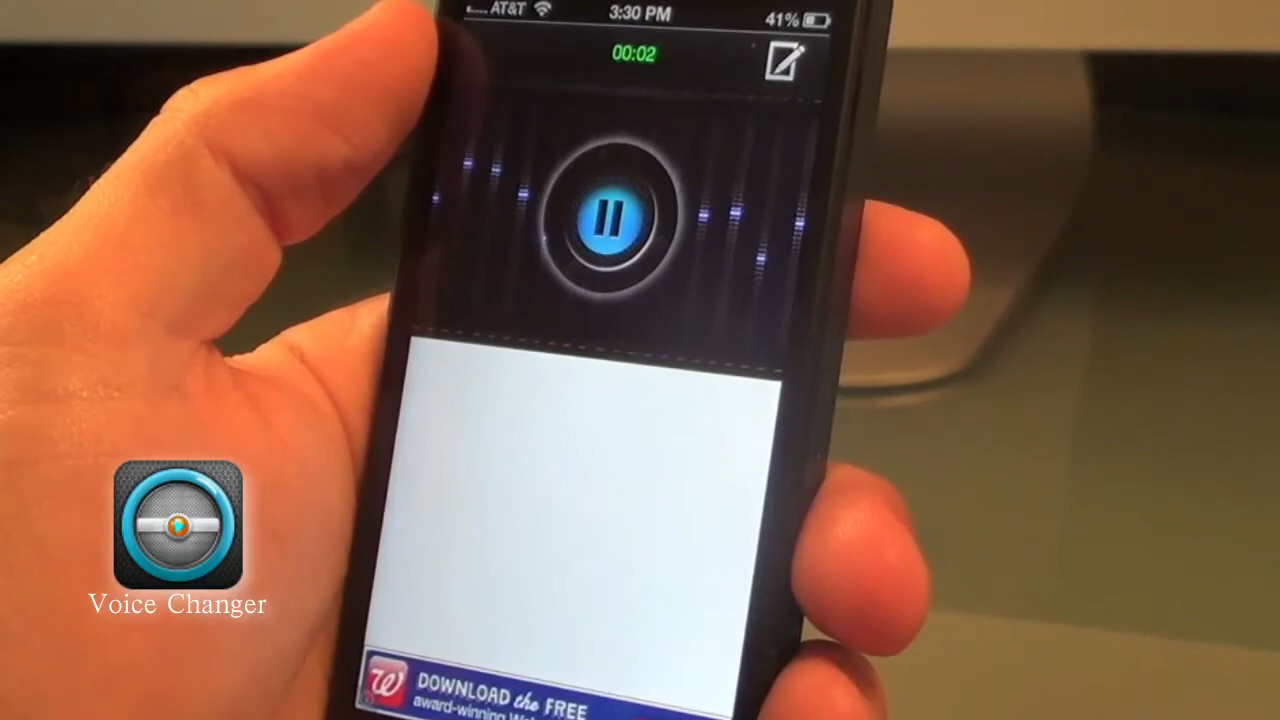 AT&T 3:30 PM 41%
00:02
Voice Changer
W
DOWNLOAD the FREE
award-winning